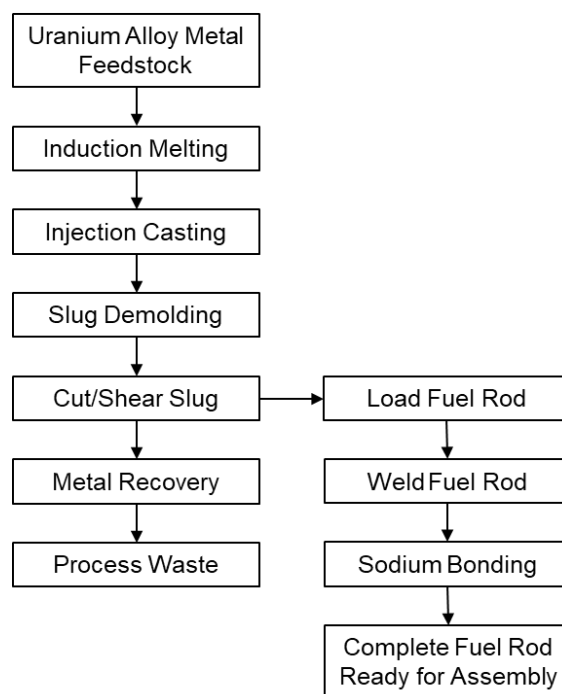 Uranium Alloy Metal
Feedstock
Induction Melting
Injection Casting
Slug Demolding
Cut/Shear Slug
Metal Recovery
Process Waste
Load Fuel Rod
Weld Fuel Rod
Sodium Bonding
Complete Fuel Rod
Ready for Assembly